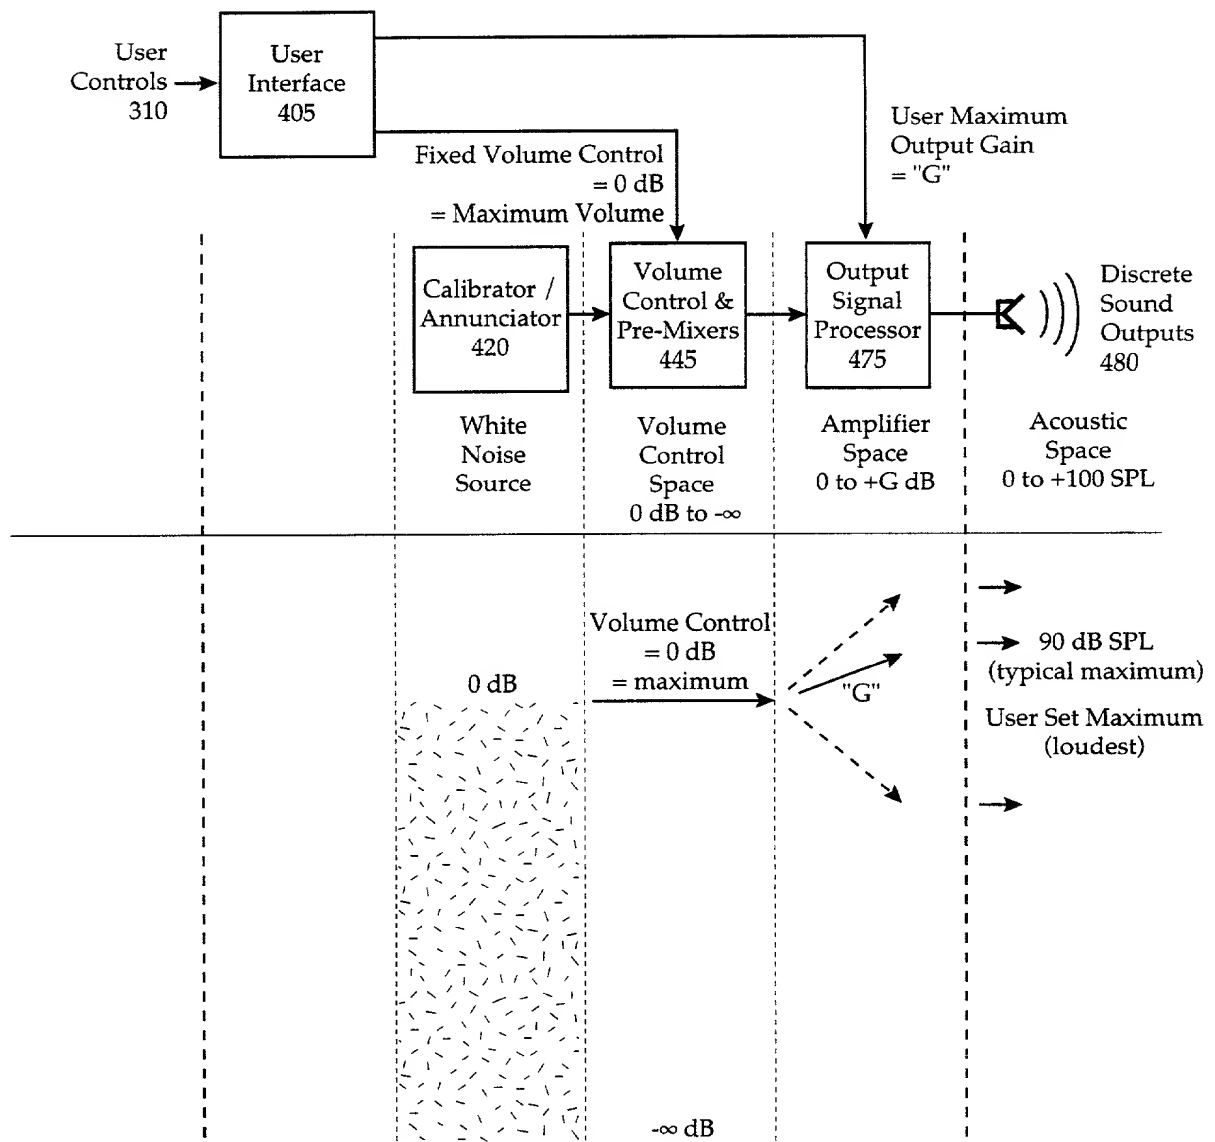 User
Controls
310
User
Interface
405
User Maximum
Output Gain
= "G"
Fixed Volume Control
= 0 dB
= Maximum Volume
Calibrator /
Annunciator
420
Volume
Control &
Pre-Mixers
445
Output
Signal
Processor
475
Discrete
Sound
Outputs
480
White
Noise
Source
Volume
Control
Space
0 dB to -∞
Amplifier
Space
0 to +G dB
Acoustic
Space
0 to +100 SPL
Volume Control
= 0 dB
= maximum
0 dB
"G"
90 dB SPL
(typical maximum)
User Set Maximum
(loudest)
-∞ dB